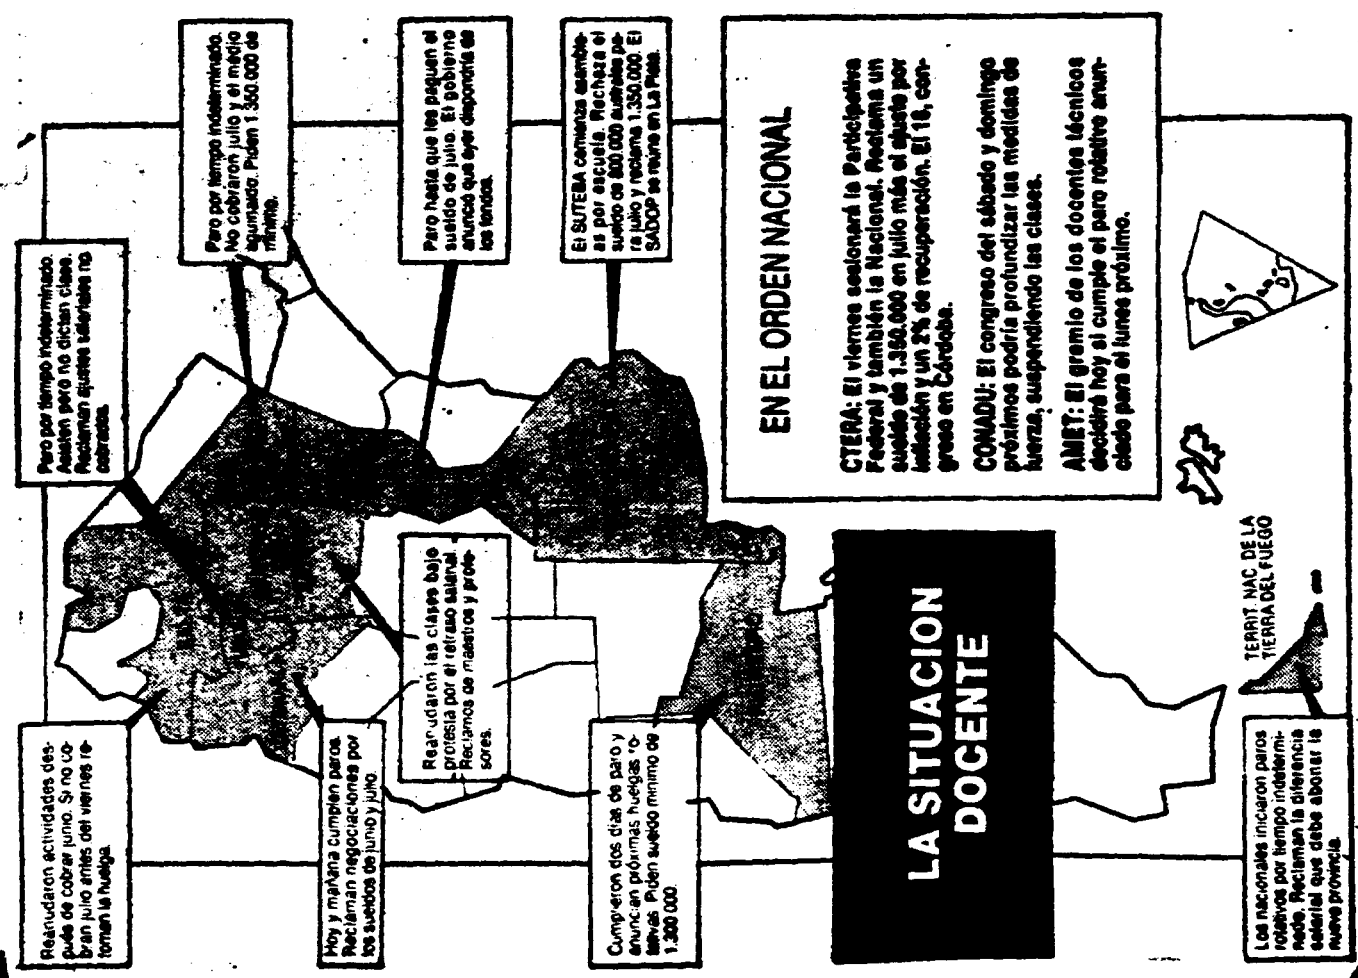 LA SITUACION
DOCENTE
Reanudaron actividades des-
pués de cobrar junio. Si no co-
bran julio antes del viernes re-
toman la huelga.
Paro por tiempo indeterminado.
Asisten pero no dictan clase.
Reclaman ajustes salariales no
cobrados.
Paro por tiempo indeterminado.
No cobraron julio y el medio
aguinaldo. Piden 1.350.000 de
mínimo.
Hoy y mañana cumplen paros.
Reclaman negociaciones por
los sueldos de junio y julio.
Reanudaron las clases bajo
protesta por el retraso salarial.
Reclamos de maestros y profe-
sores.
Paro hasta que les paguen el
sueldo de julio. El gobierno
anunció que ayer dispondría de
los fondos.
Cumplieron dos días de paro y
anuncian próximas huelgas ro-
tativas. Piden sueldo mínimo de
1.300.000.
El SUTEBA comienza asamble-
as por escuela. Rechaza el
sueldo de 800.000 australes pa-
ra julio y reclama 1.350.000. El
SADOP se reune en La Plata.
EN EL ORDEN NACIONAL
CTERA: El viernes sesionará la Participativa
Federal y también la Nacional. Reclama un
sueldo de 1.350.000 en julio más el ajuste por
inflación y un 2% de recuperación. El 18, con-
greso en Córdoba.
CONADU: El congreso del sábado y domingo
próximos podría profundizar las medidas de
fuerza, suspendiendo las clases.
AMET: El gremio de los docentes técnicos
decidirá hoy si cumple el paro rotativo anun-
ciado para el lunes próximo.
TERRIT. NAC. DE LA
TIERRA DEL FUEGO
Los nacionales iniciaron paros
rotativos por tiempo indetermi-
nado. Reclaman la diferencia
salarial que debe abonar la
nueva provincia.